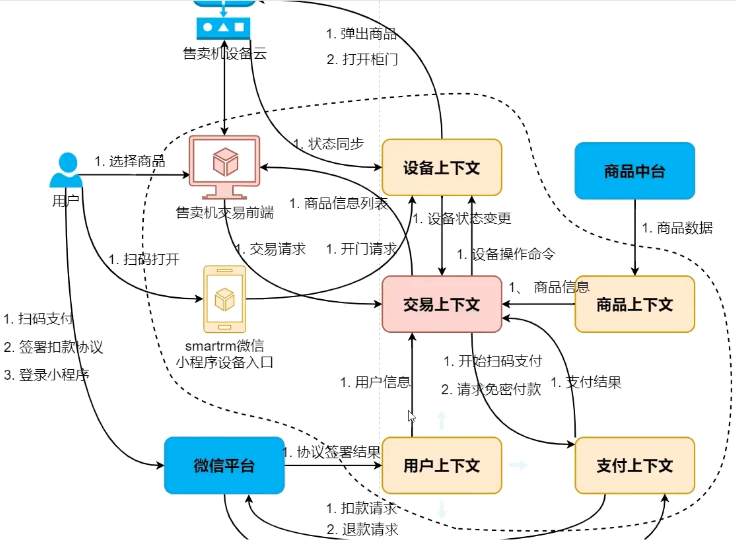 1. 弹出商品
2. 打开柜门
售卖机设备云
1. 状态同步
1. 选择商品
设备上下文
商品中台
用户
售卖机交易前端
1. 商品信息列表
1. 设备状态变更
1. 商品数据
1. 交易请求
1. 开门请求
1. 设备操作命令
1. 扫码打开
1、 商品信息
交易上下文
商品上下文
1. 扫码支付
2. 签署扣款协议
3. 登录小程序
smartrm微信
小程序设备入口
1. 开始扫码支付
2. 请求免密付款
1. 用户信息
1. 支付结果
1. 协议签署结果
微信平台
用户上下文
支付上下文
1. 扣款请求
2. 退款请求